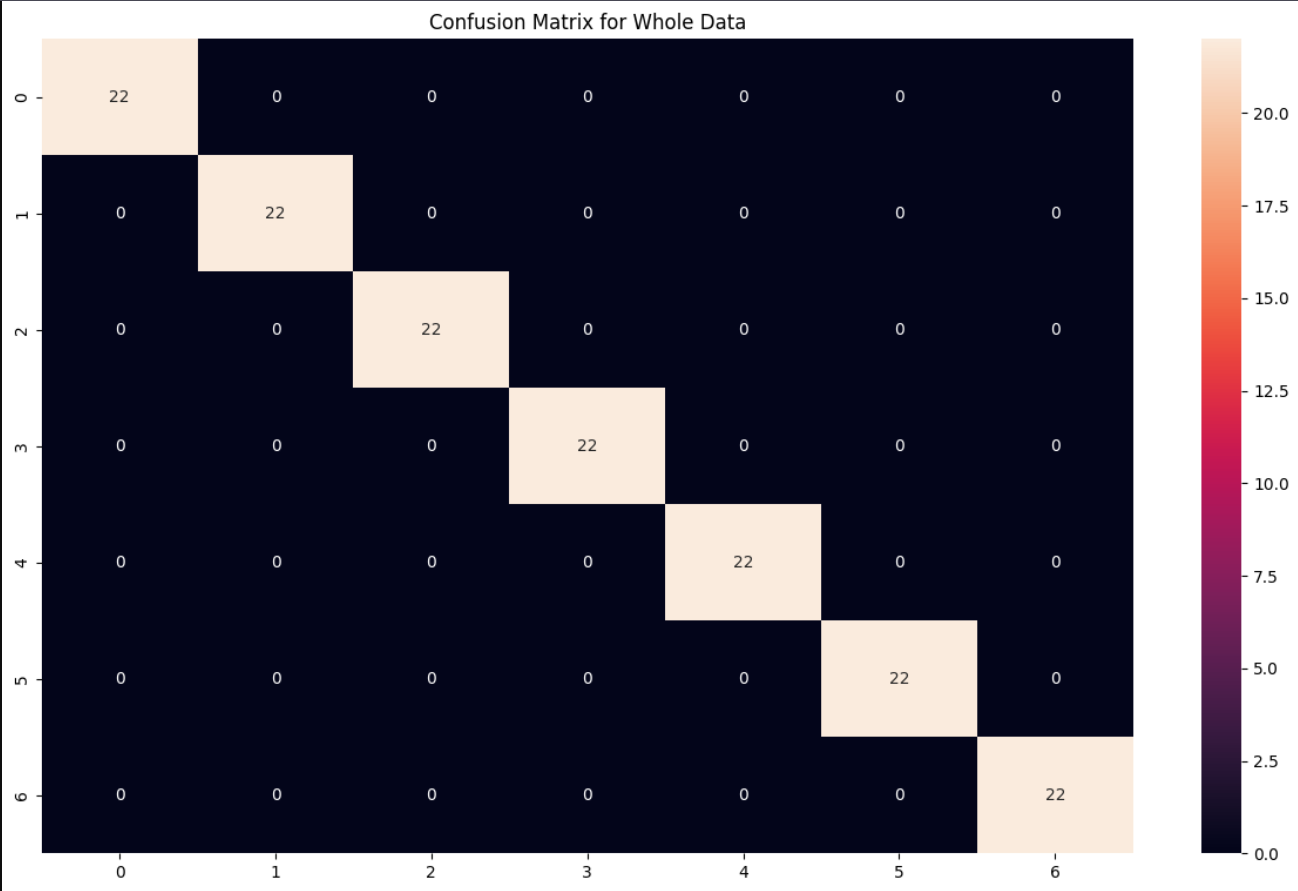 Confusion Matrix for Whole Data
0 22 0 0 0 0 0 0
1 0 22 0 0 0 0 0
2 0 0 22 0 0 0 0
3 0 0 0 22 0 0 0
4 0 0 0 0 22 0 0
5 0 0 0 0 0 22 0
6 0 0 0 0 0 0 22
0 1 2 3 4 5 6
20.0
17.5
15.0
12.5
10.0
7.5
5.0
2.5
0.0